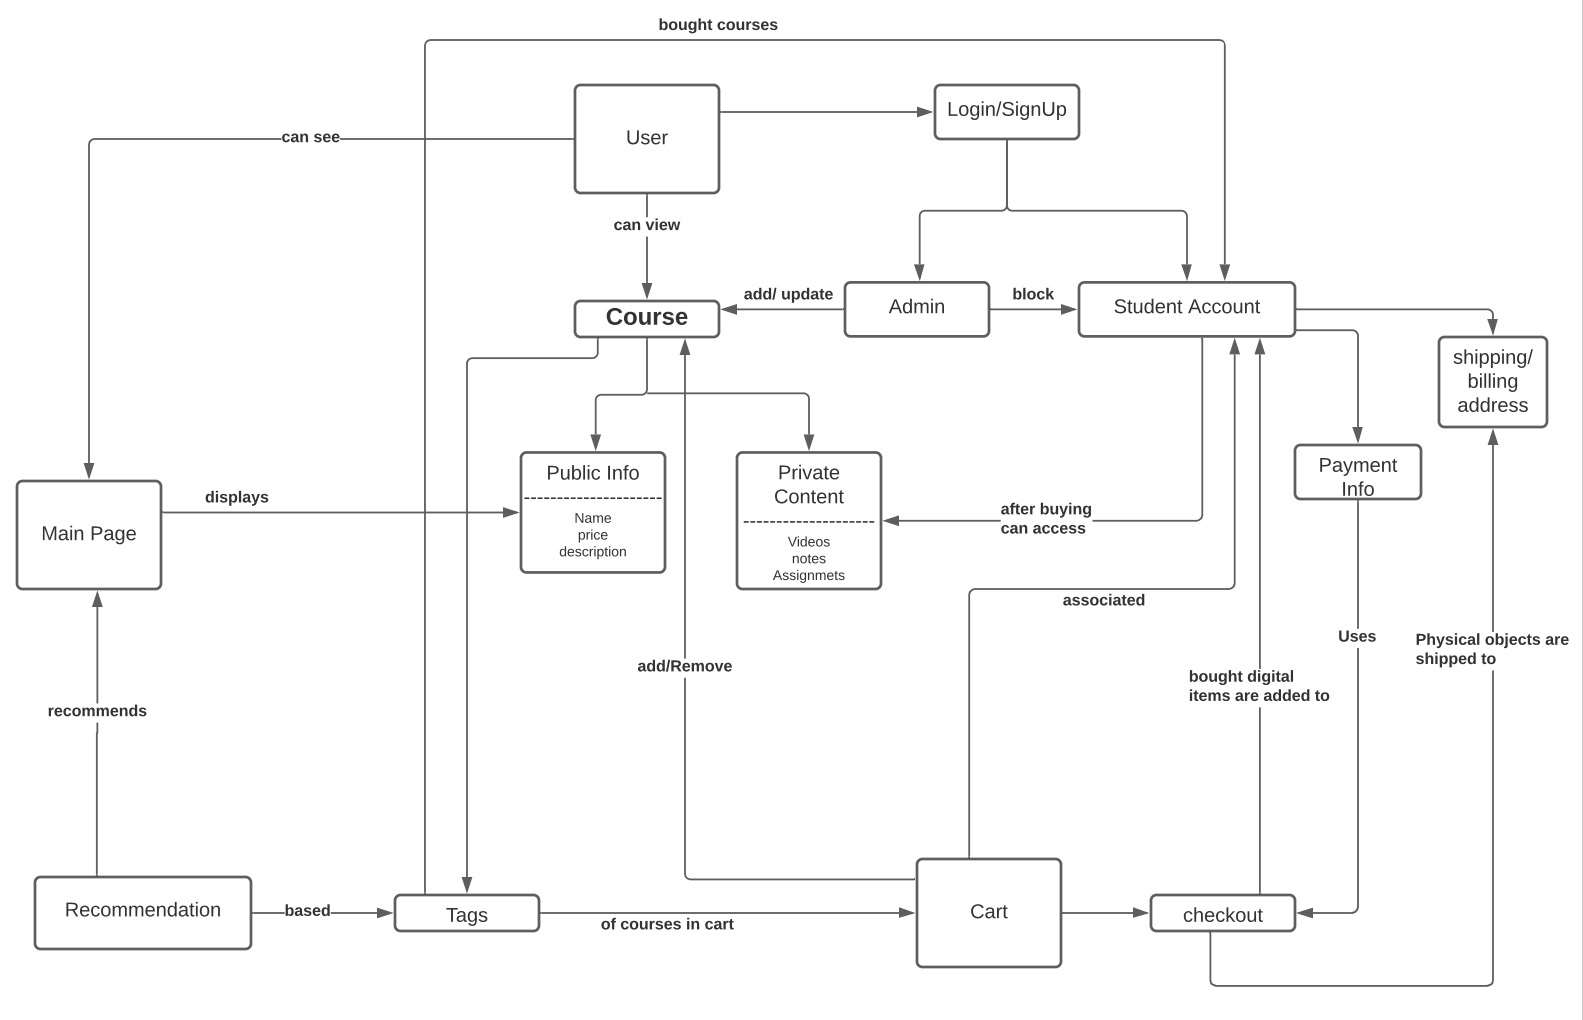 bought courses
User
Login/SignUp
can see
can view
add/ update
Admin
block
Student Account
Course
shipping/
billing
address
Public Info
Name
price
description
Private
Content
Videos
notes
Assignmets
Payment
Info
displays
Main Page
after buying
can access
associated
Uses
Physical objects are
shipped to
add/Remove
bought digital
items are added to
recommends
Recommendation
based
Tags
of courses in cart
Cart
checkout